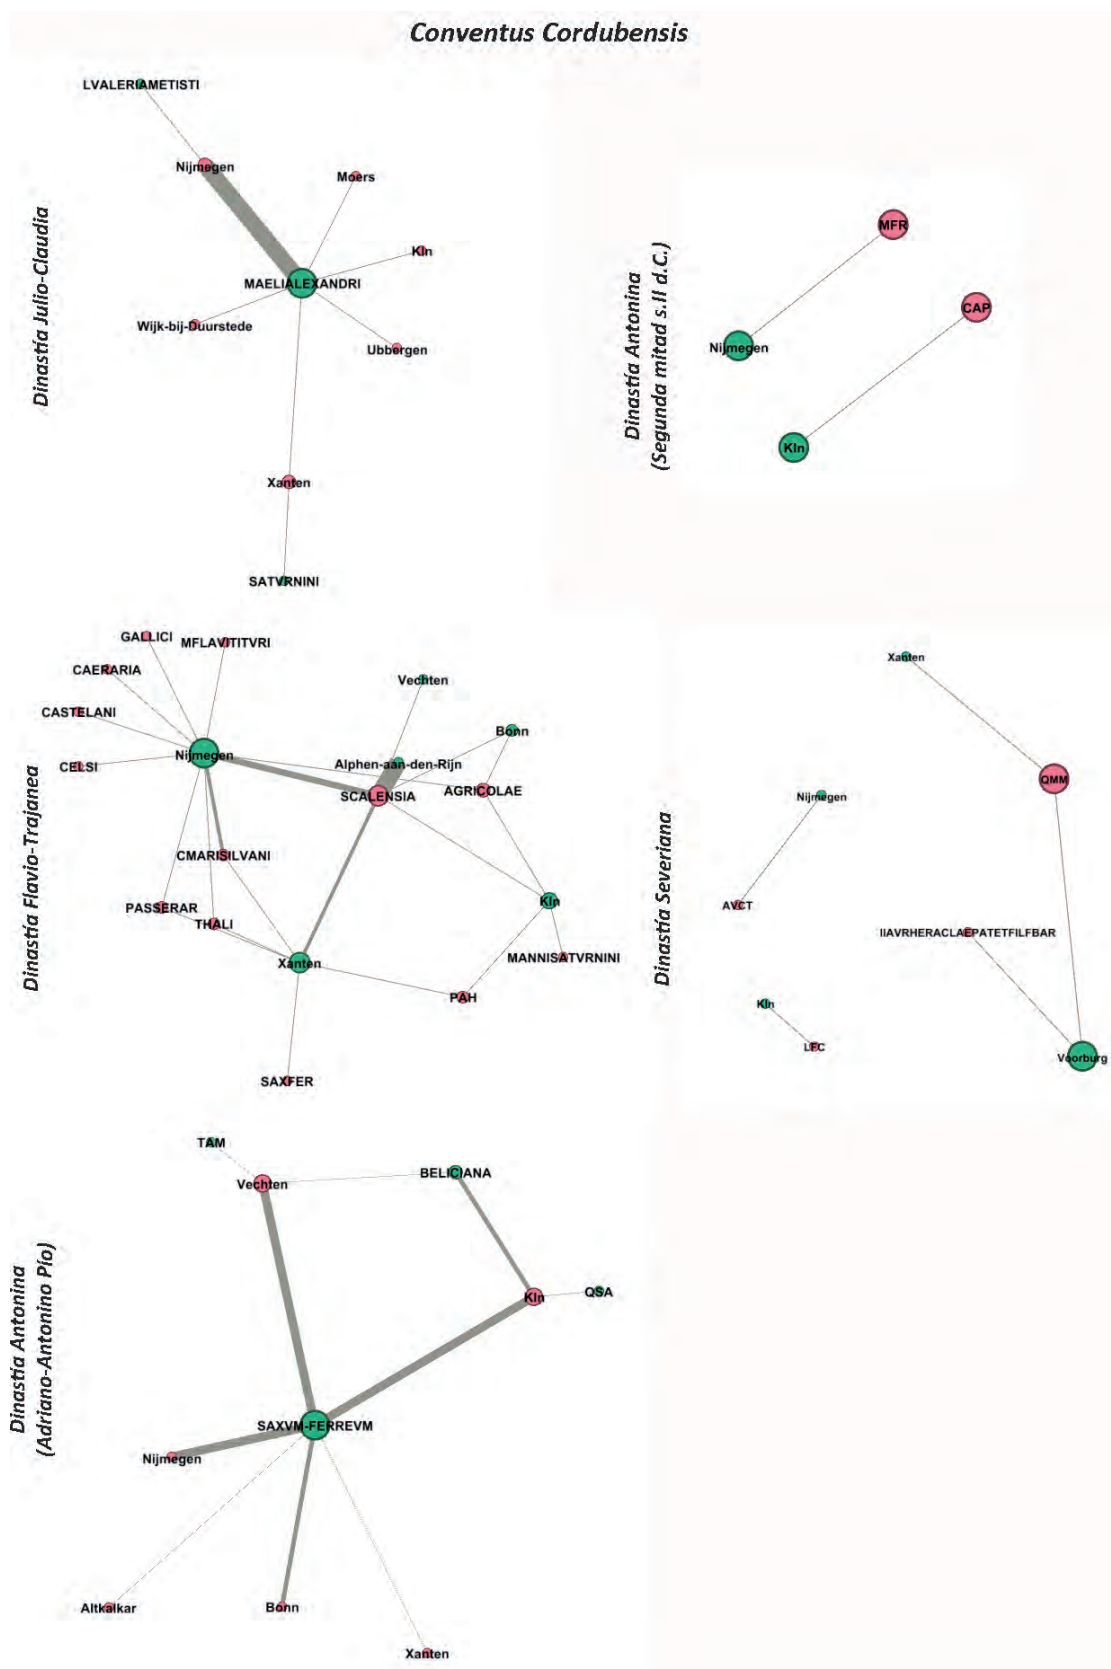 Conventus Cordubensis
Dinastía Julio-Claudia
LVALERIAMETISTI
Nijmegen
Moers
Kln
MAELIALEXANDRI
Wijk-bij-Duurstede
Ubbergen
Xanten
SATVRNINI
Dinastía Antonina
(Segunda mitad s.II d.C.)
MFR
CAP
Nijmegen
Kln
Dinastía Flavio-Trajanea
GALLICI
MFLAVITITVRI
CAERARIA
Vechten
CASTELANI
Bonn
Nijmegen
Alphen-aan-den-Rijn
CELSI
AGRICOLAE
SCALENSIA
CMARISILVANI
Kln
PASSERAR
THALI
MANNISATVRNINI
Xanten
PAH
SAXFER
Dinastía Severiana
Xanten
QMM
Nijmegen
AVCT
IIAVRHERACLAEPATETFILFBAR
Kln
LFC
Voorburg
Dinastía Antonina
(Adriano-Antonino Pío)
TAM
BELICIANA
Vechten
QSA
Kln
SAXVM-FERREVM
Nijmegen
Altkalkar
Bonn
Xanten